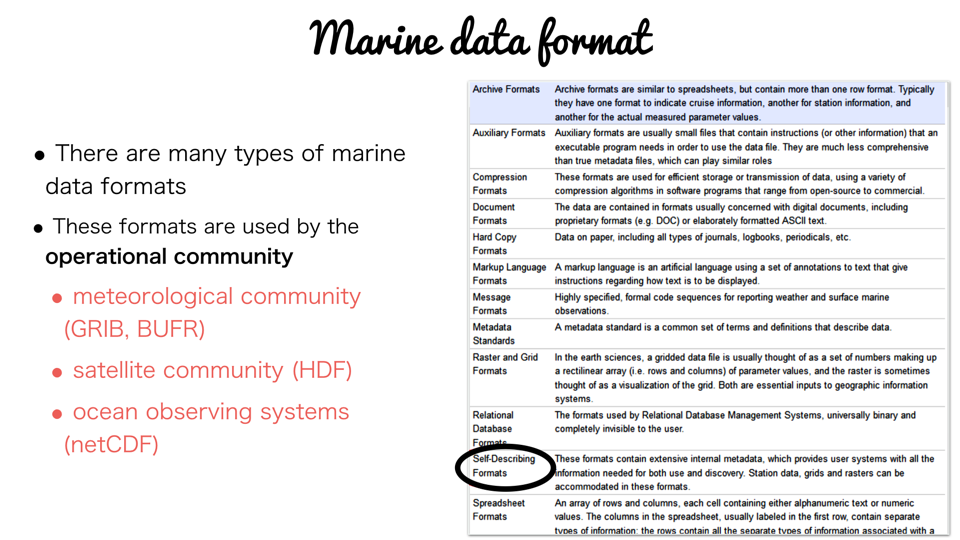 Marine data format
• There are many types of marine
data formats
• These formats are used by the
operational community
• meteorological community
(GRIB, BUFR)
• satellite community (HDF)
• ocean observing systems
(netCDF)
Archive Formats Archive formats are similar to spreadsheets, but contain more than one row format. Typically
they have one format to indicate cruise information, another for station information, and
another for the actual measured parameter values.
Auxiliary Formats Auxiliary formats are usually small files that contain instructions (or other information) that an
executable program needs in order to use the data file. They are much less comprehensive
than true metadata files, which can play similar roles
Compression These formats are used for efficient storage or transmission of data, using a variety of
Formats compression algorithms in software programs that range from open-source to commercial.
Document The data are contained in formats usually concerned with digital documents, including
Formats proprietary formats (e.g. DOC) or elaborately formatted ASCII text.
Hard Copy Data on paper, including all types of journals, logbooks, periodicals, etc.
Formats
Markup Language A markup language is an artificial language using a set of annotations to text that give
Formats instructions regarding how text is to be displayed.
Message Highly specified, formal code sequences for reporting weather and surface marine
Formats observations.
Metadata A metadata standard is a common set of terms and definitions that describe data.
Standards
Raster and Grid In the earth sciences, a gridded data file is usually thought of as a set of numbers making up
Formats a rectilinear array (i.e. rows and columns) of parameter values, and the raster is sometimes
thought of as a visualization of the grid. Both are essential inputs to geographic information
systems.
Relational The formats used by Relational Database Management Systems, universally binary and
Database completely invisible to the user.
Formats
Self-Describing These formats contain extensive internal metadata, which provides user systems with all the
Formats information needed for both use and discovery. Station data, grids and rasters can be
accommodated in these formats.
Spreadsheet An array of rows and columns, each cell containing either alphanumeric text or numeric
Formats values. The columns in the spreadsheet, usually labeled in the first row, contain separate
types of information; the rows contain all the separate types of information associated with a